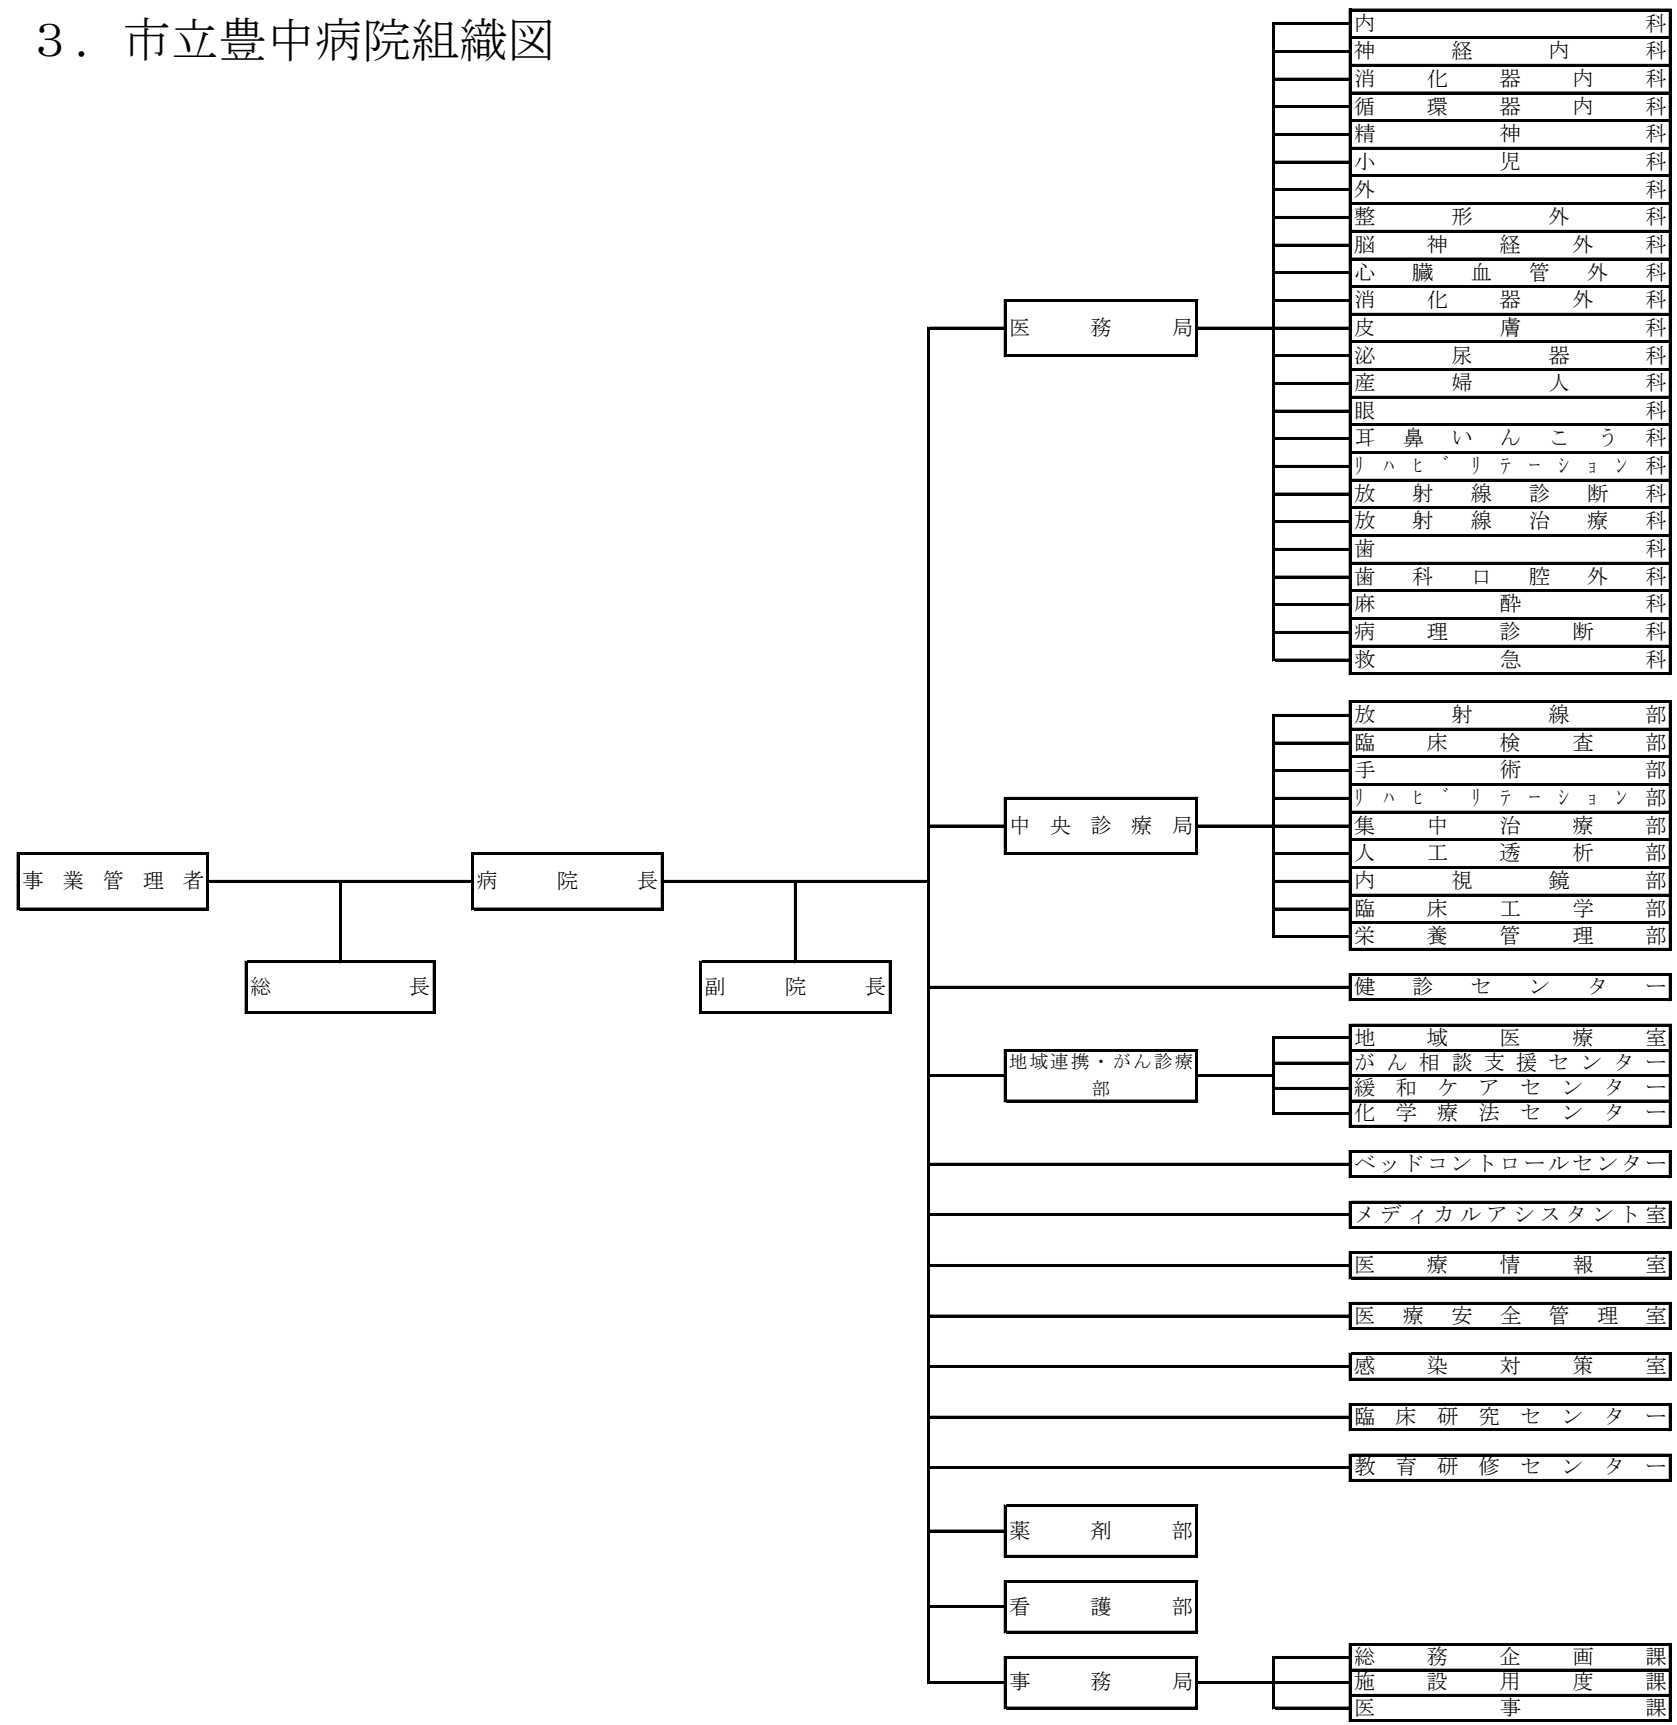 ３．市立豊中病院組織図
内科
神経内科
消化器内科
循環器内科
精神科
小児科
外科
整形外科
脳神経外科
心臓血管外科
消化器外科
医務局
皮膚科
泌尿器科
産婦人科
眼科
耳鼻いんこう科
ﾘﾊﾋﾞﾘﾃｰｼｮﾝ科
放射線診断科
放射線治療科
歯科
歯科口腔外科
麻酔科
病理診断科
救急科
放射線部
臨床検査部
手術部
ﾘﾊﾋﾞﾘﾃｰｼｮﾝ部
中央診療局
集中治療部
人工透析部
事業管理者
病院長
内視鏡部
臨床工学部
栄養管理部
総長
副院長
健診センター
地域医療室
地域連携・がん診療
部
がん相談支援センター
緩和ケアセンター
化学療法センター
ベッドコントロールセンター
メディカルアシスタント室
医療情報室
医療安全管理室
感染対策室
臨床研究センター
教育研修センター
薬剤部
看護部
総務企画課
事務局
施設用度課
医事課